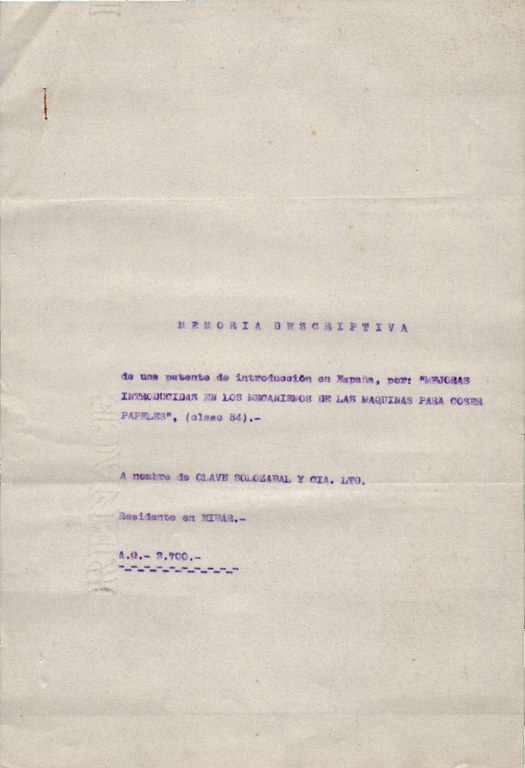 MEMORIA DESCRIPTIVA
de una patente de introducción en España, por: "MEJORAS
INTRODUCIDAS EN LOS MECANISMOS DE LAS MAQUINAS PARA COSER
PAPELES", (clase 54).-
A nombre de OLAVE SOLOZABAL Y CIA. LTD.
Residente en EIBAR.-
A.G.- 2.700.-